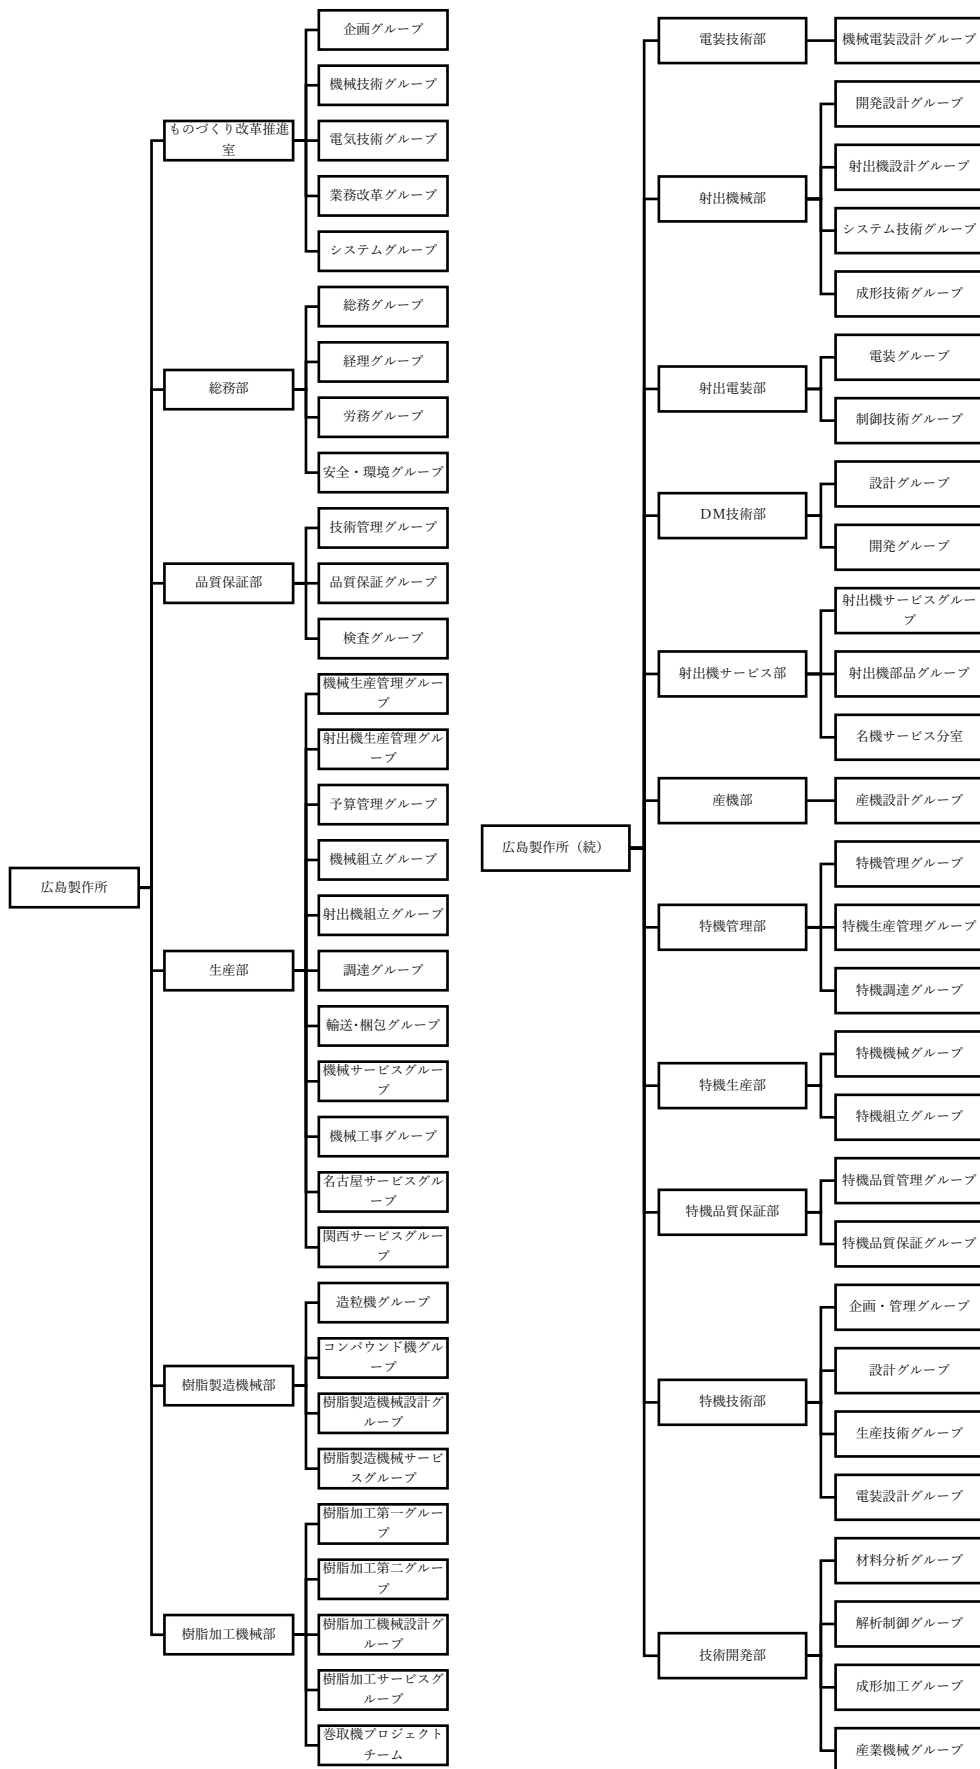 広島製作所
ものづくり改革推進
室
企画グループ
機械技術グループ
電気技術グループ
業務改革グループ
システムグループ
総務部
総務グループ
経理グループ
労務グループ
安全・環境グループ
品質保証部
技術管理グループ
品質保証グループ
検査グループ
生産部
機械生産管理グルー
プ
射出機生産管理グル
ープ
予算管理グループ
機械組立グループ
射出機組立グループ
調達グループ
輸送･梱包グループ
機械サービスグルー
プ
機械工事グループ
名古屋サービスグル
ープ
関西サービスグルー
プ
樹脂製造機械部
造粒機グループ
コンパウンド機グル
ープ
樹脂製造機械設計グ
ループ
樹脂製造機械サービ
スグループ
樹脂加工機械部
樹脂加工第一グルー
プ
樹脂加工第二グルー
プ
樹脂加工機械設計グ
ループ
樹脂加工サービスグ
ループ
巻取機プロジェクト
チーム
広島製作所（続）
電装技術部
機械電装設計グループ
射出機械部
開発設計グループ
射出機設計グループ
システム技術グループ
成形技術グループ
射出電装部
電装グループ
制御技術グループ
DM技術部
設計グループ
開発グループ
射出機サービス部
射出機サービスグルー
プ
射出機部品グループ
名機サービス分室
産機部
産機設計グループ
特機管理部
特機管理グループ
特機生産管理グループ
特機調達グループ
特機生産部
特機機械グループ
特機組立グループ
特機品質保証部
特機品質管理グループ
特機品質保証グループ
特機技術部
企画・管理グループ
設計グループ
生産技術グループ
電装設計グループ
技術開発部
材料分析グループ
解析制御グループ
成形加工グループ
産業機械グループ